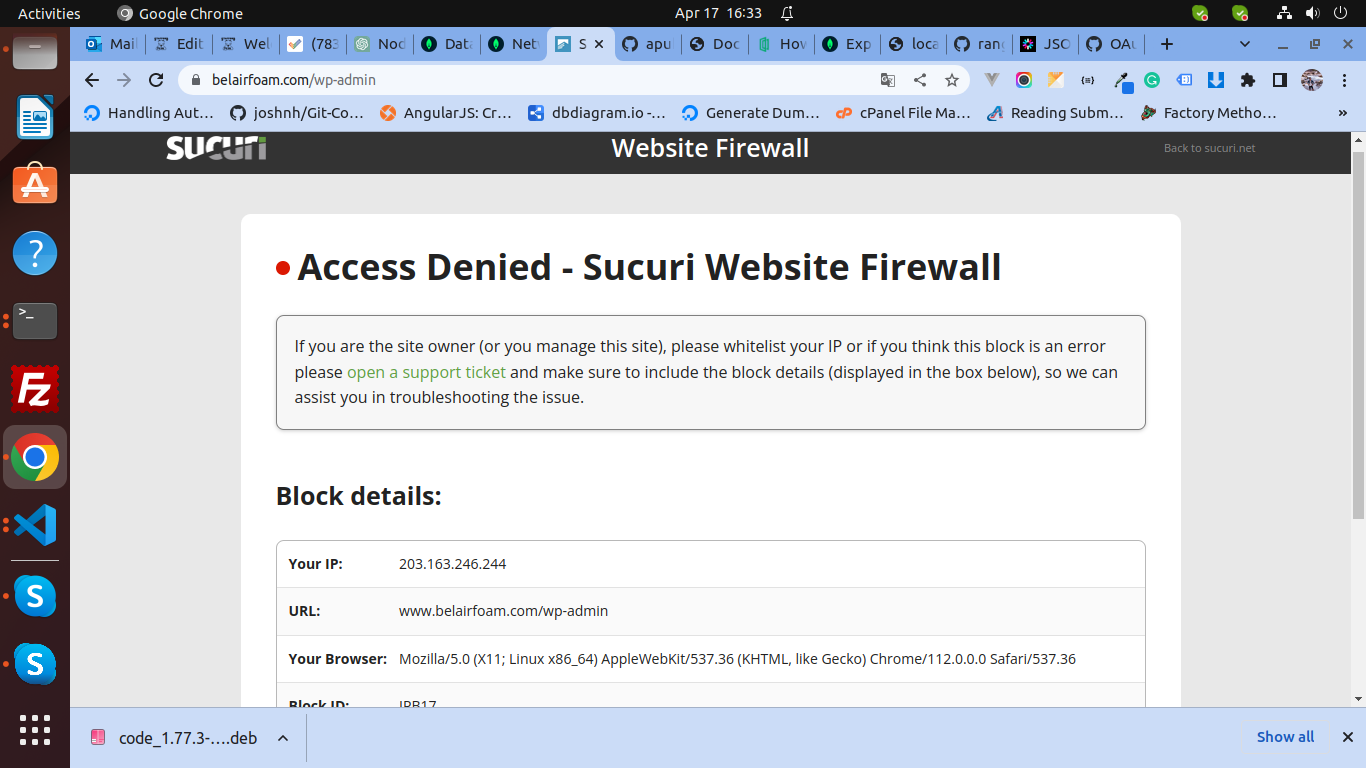 Activities
Google Chrome
Apr 17 16:33
Mail
Edit
Wel
(783
Nod
Data
Netv
S
apu
Doc
How
Exp
loca
ran
JSO
OAu
belairfoam.com/wp-admin
Handling Aut...
joshnh/Git-Co...
AngularJS: Cr...
dbdiagram.io -...
Generate Dum...
cPanel File Ma...
Reading Subm...
Factory Metho...
»
sucuri
Website Firewall
Back to sucuri.net
Access Denied - Sucuri Website Firewall
If you are the site owner (or you manage this site), please whitelist your IP or if you think this block is an error
please open a support ticket and make sure to include the block details (displayed in the box below), so we can
assist you in troubleshooting the issue.
Block details:
Your IP: 203.163.246.244
URL: www.belairfoam.com/wp-admin
Your Browser: Mozilla/5.0 (X11; Linux x86_64) AppleWebKit/537.36 (KHTML, like Gecko) Chrome/112.0.0.0 Safari/537.36
Block ID: IPB17
code_1.77.3-....deb
Show all